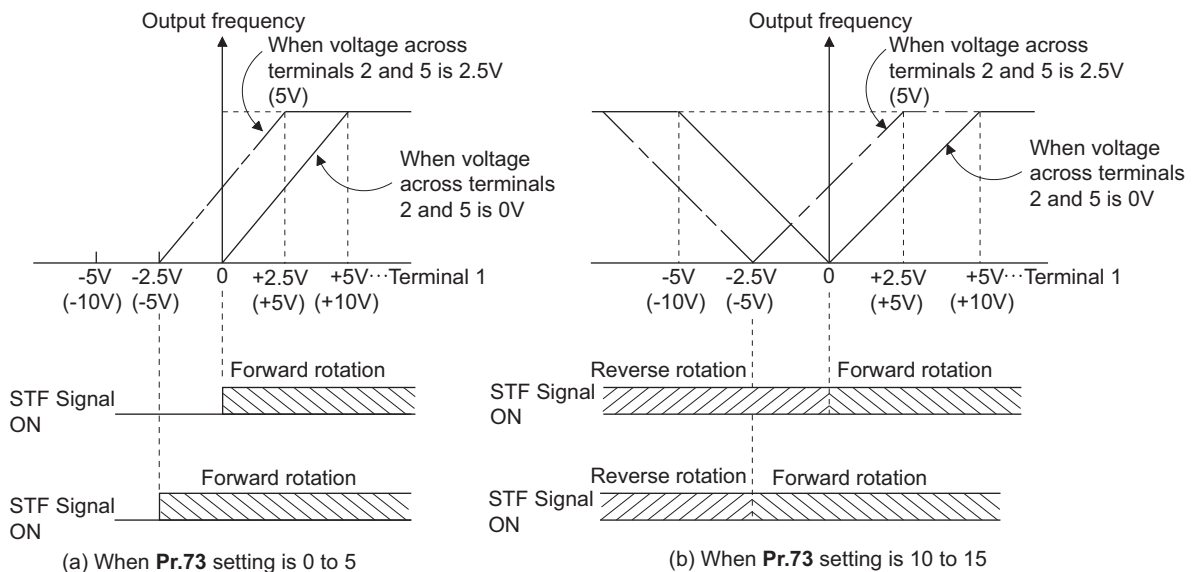 Output frequency
When voltage across
terminals 2 and 5 is 2.5V
(5V)
When voltage
across terminals
2 and 5 is 0V
-5V -2.5V 0 +2.5V +5V···Terminal 1
(-10V) (-5V) (+5V) (+10V)
Forward rotation
STF Signal
ON
Forward rotation
STF Signal
ON
(a) When Pr.73 setting is 0 to 5
Output frequency
When voltage across
terminals 2 and 5 is 2.5V
(5V)
When voltage
across terminals
2 and 5 is 0V
-5V -2.5V 0 +2.5V +5V···Terminal 1
(-10V) (-5V) (+5V) (+10V)
Reverse rotation Forward rotation
STF Signal
ON
Reverse rotation Forward rotation
STF Signal
ON
(b) When Pr.73 setting is 10 to 15